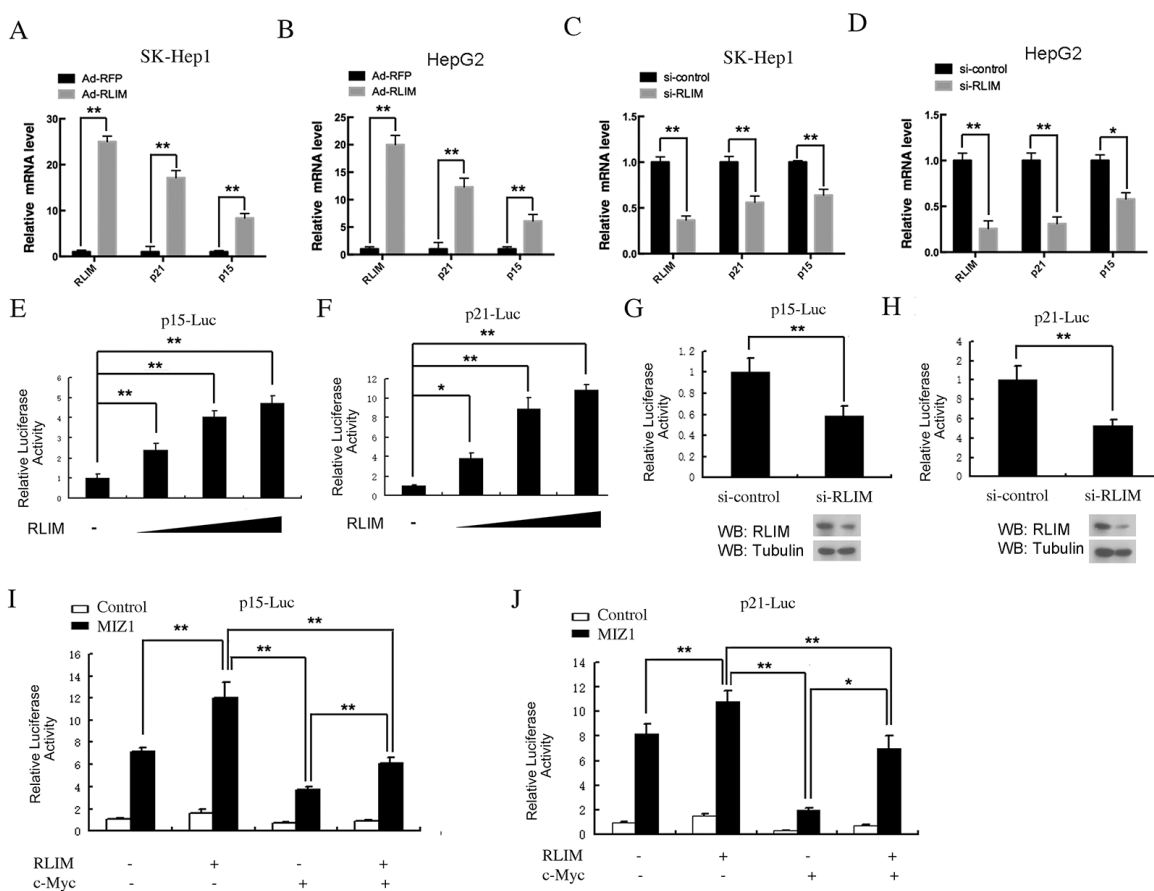 A
SK-Hep1
Ad-RFP
Ad-RLIM
Relative mRNA level
30
20
10
0
**
**
**
RLIM
p21
p15
B
HepG2
Ad-RFP
Ad-RLIM
Relative mRNA level
25
20
15
10
5
0
**
**
**
RLIM
p21
p15
C
SK-Hep1
si-control
si-RLIM
Relative mRNA level
1.5
1.0
0.5
0.0
**
**
**
RLIM
p21
p15
D
HepG2
si-control
si-RLIM
Relative mRNA level
1.5
1.0
0.5
0.0
**
**
*
RLIM
p21
p15
E
p15-Luc
Relative Luciferase
Activity
6
5
4
3
2
1
0
**
**
**
RLIM
-
F
p21-Luc
Relative Luciferase
Activity
12
10
8
6
4
2
0
**
**
*
RLIM
-
G
p15-Luc
Relative Luciferase
Activity
1.2
1
0.8
0.6
0.4
0.2
0
**
si-control
si-RLIM
WB: RLIM
WB: Tubulin
H
p21-Luc
Relative Luciferase
Activity
2
1
8
6
4
2
0
**
si-control
si-RLIM
WB: RLIM
WB: Tubulin
I
p15-Luc
Control
MIZ1
Relative Luciferase
Activity
16
14
12
10
8
6
4
2
0
**
**
**
**
RLIM - + - +
c-Myc - - + +
J
p21-Luc
Control
MIZ1
Relative Luciferase
Activity
14
12
10
8
6
4
2
0
**
**
**
*
RLIM - + - +
c-Myc - - + +